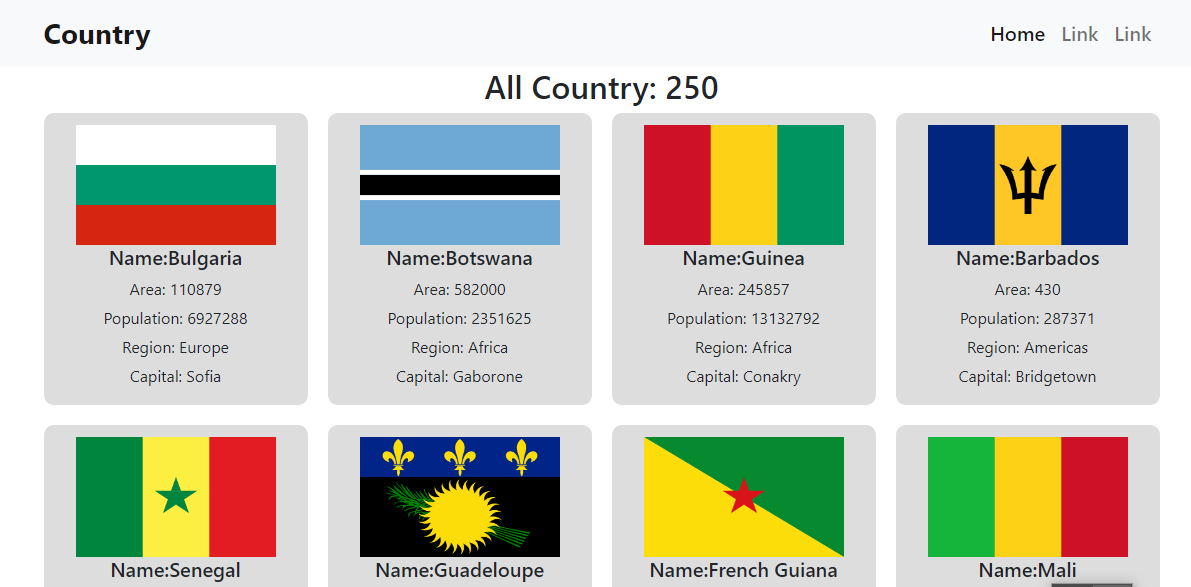 Country
Home Link Link
All Country: 250
Name:Bulgaria
Area: 110879
Population: 6927288
Region: Europe
Capital: Sofia
Name:Botswana
Area: 582000
Population: 2351625
Region: Africa
Capital: Gaborone
Name:Guinea
Area: 245857
Population: 13132792
Region: Africa
Capital: Conakry
Name:Barbados
Area: 430
Population: 287371
Region: Americas
Capital: Bridgetown
Name:Senegal
Name:Guadeloupe
Name:French Guiana
Name:Mali